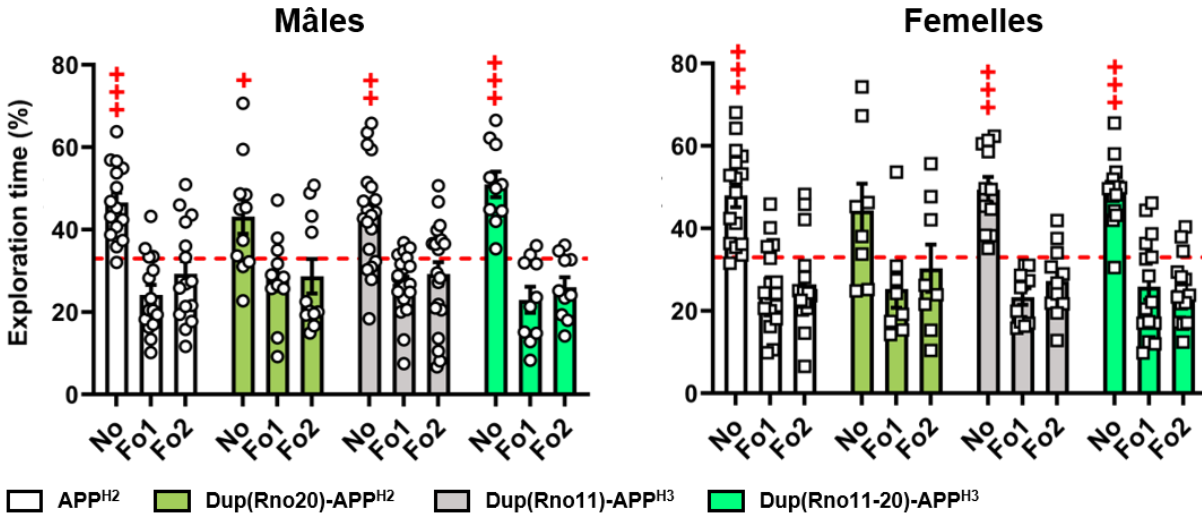 Mâles
Femelles
Exploration time (%)
80
60
40
20
0
+++
+
++
+++
No Fo1 Fo2 No Fo1 Fo2 No Fo1 Fo2 No Fo1 Fo2
80
60
40
20
0
+++
+++
+++
No Fo1 Fo2 No Fo1 Fo2 No Fo1 Fo2 No Fo1 Fo2
APPᴴ² Dup(Rno20)-APPᴴ² Dup(Rno11)-APPᴴ³ Dup(Rno11-20)-APPᴴ³